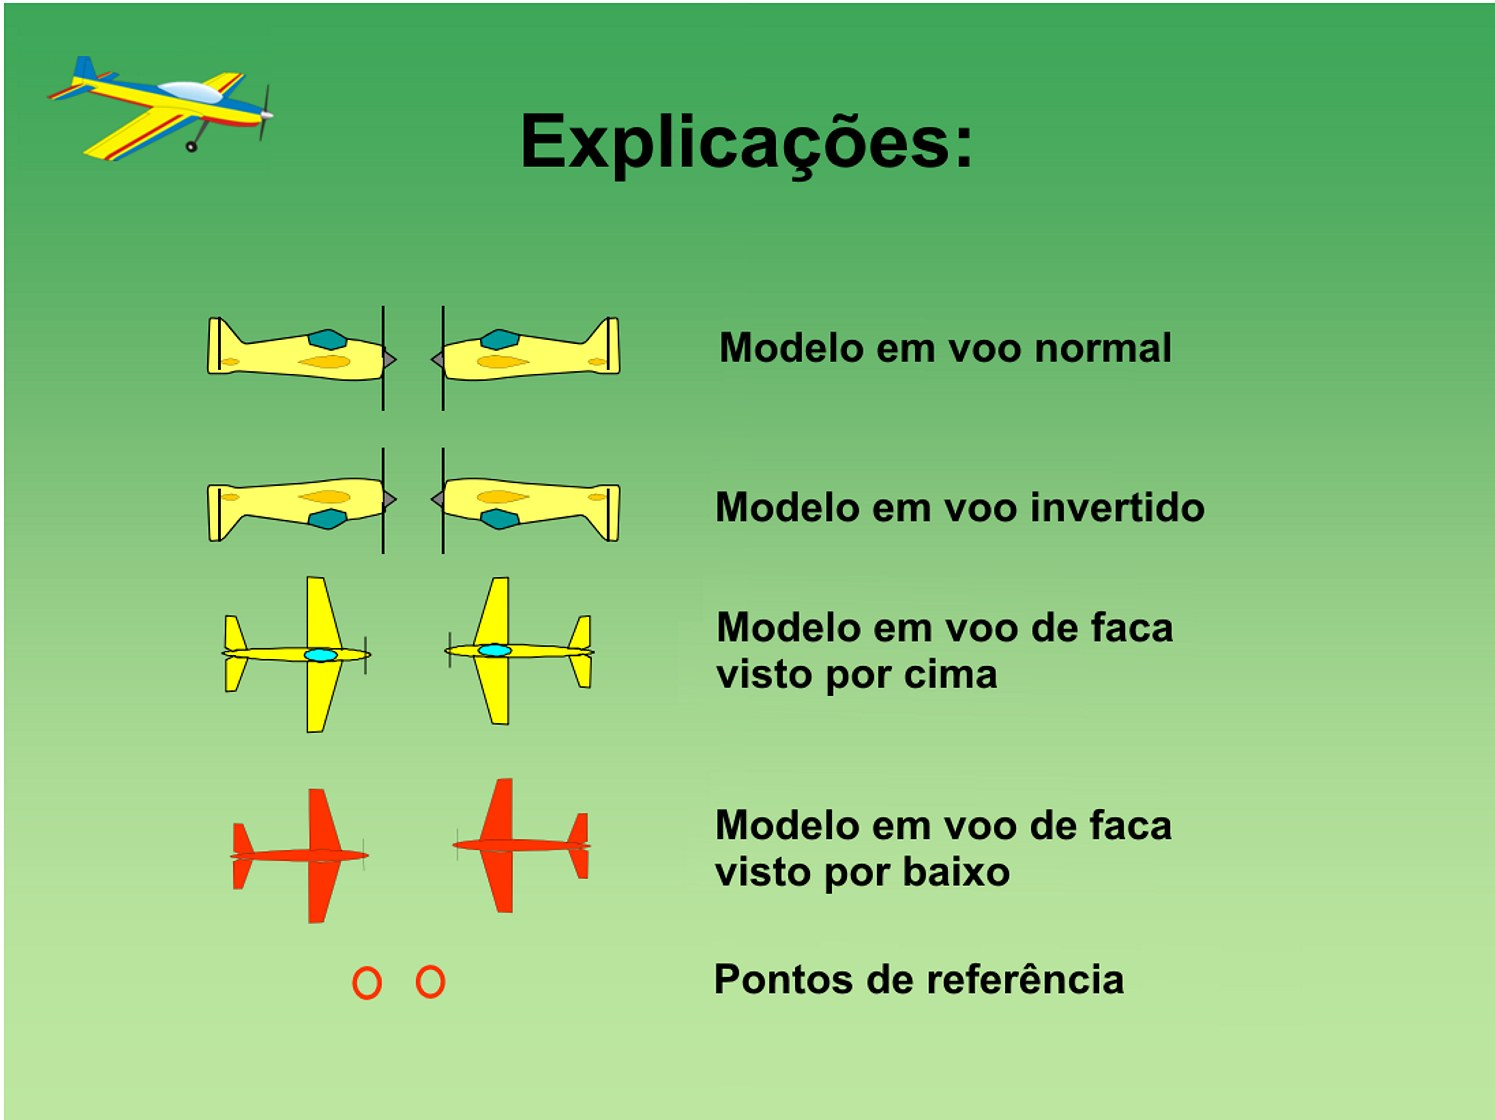 Explicações:
Modelo em voo normal
Modelo em voo invertido
Modelo em voo de faca
visto por cima
Modelo em voo de faca
visto por baixo
Pontos de referência